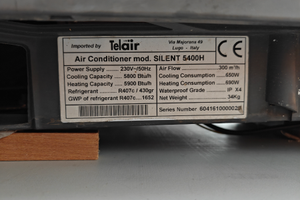 Imported by Telair Via Majorana 49
Lugo - Italy
Air Conditioner mod. SILENT 5400H
Power Supply ........ 230V~/50Hz
Cooling Capacity .... 5800 Btu/h
Heating Capacity .... 5900 Btu/h
Refrigerant ..... R407c / 430gr
GWP of refrigerant R407c... 1652
Air Flow ................. 300 m³/h
Cooling Consumption ....... 650W
Heating Consumption ....... 690W
Waterproof Grade ........ IP X4
Net Weight ................ 34Kg
Series Number
CE